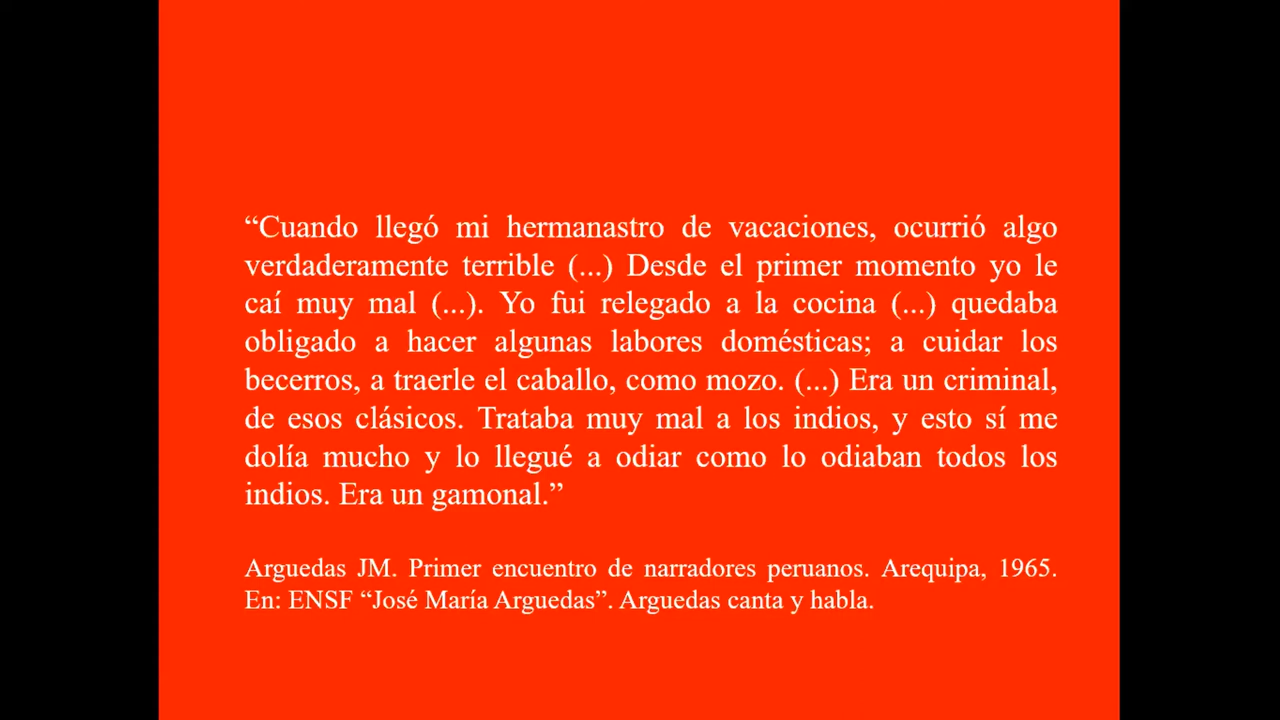 “Cuando llegó mi hermanastro de vacaciones, ocurrió algo
verdaderamente terrible (...) Desde el primer momento yo le
caí muy mal (...). Yo fui relegado a la cocina (...) quedaba
obligado a hacer algunas labores domésticas; a cuidar los
becerros, a traerle el caballo, como mozo. (...) Era un criminal,
de esos clásicos. Trataba muy mal a los indios, y esto sí me
dolía mucho y lo llegué a odiar como lo odiaban todos los
indios. Era un gamonal.”
Arguedas JM. Primer encuentro de narradores peruanos. Arequipa, 1965.
En: ENSF “José María Arguedas”. Arguedas canta y habla.